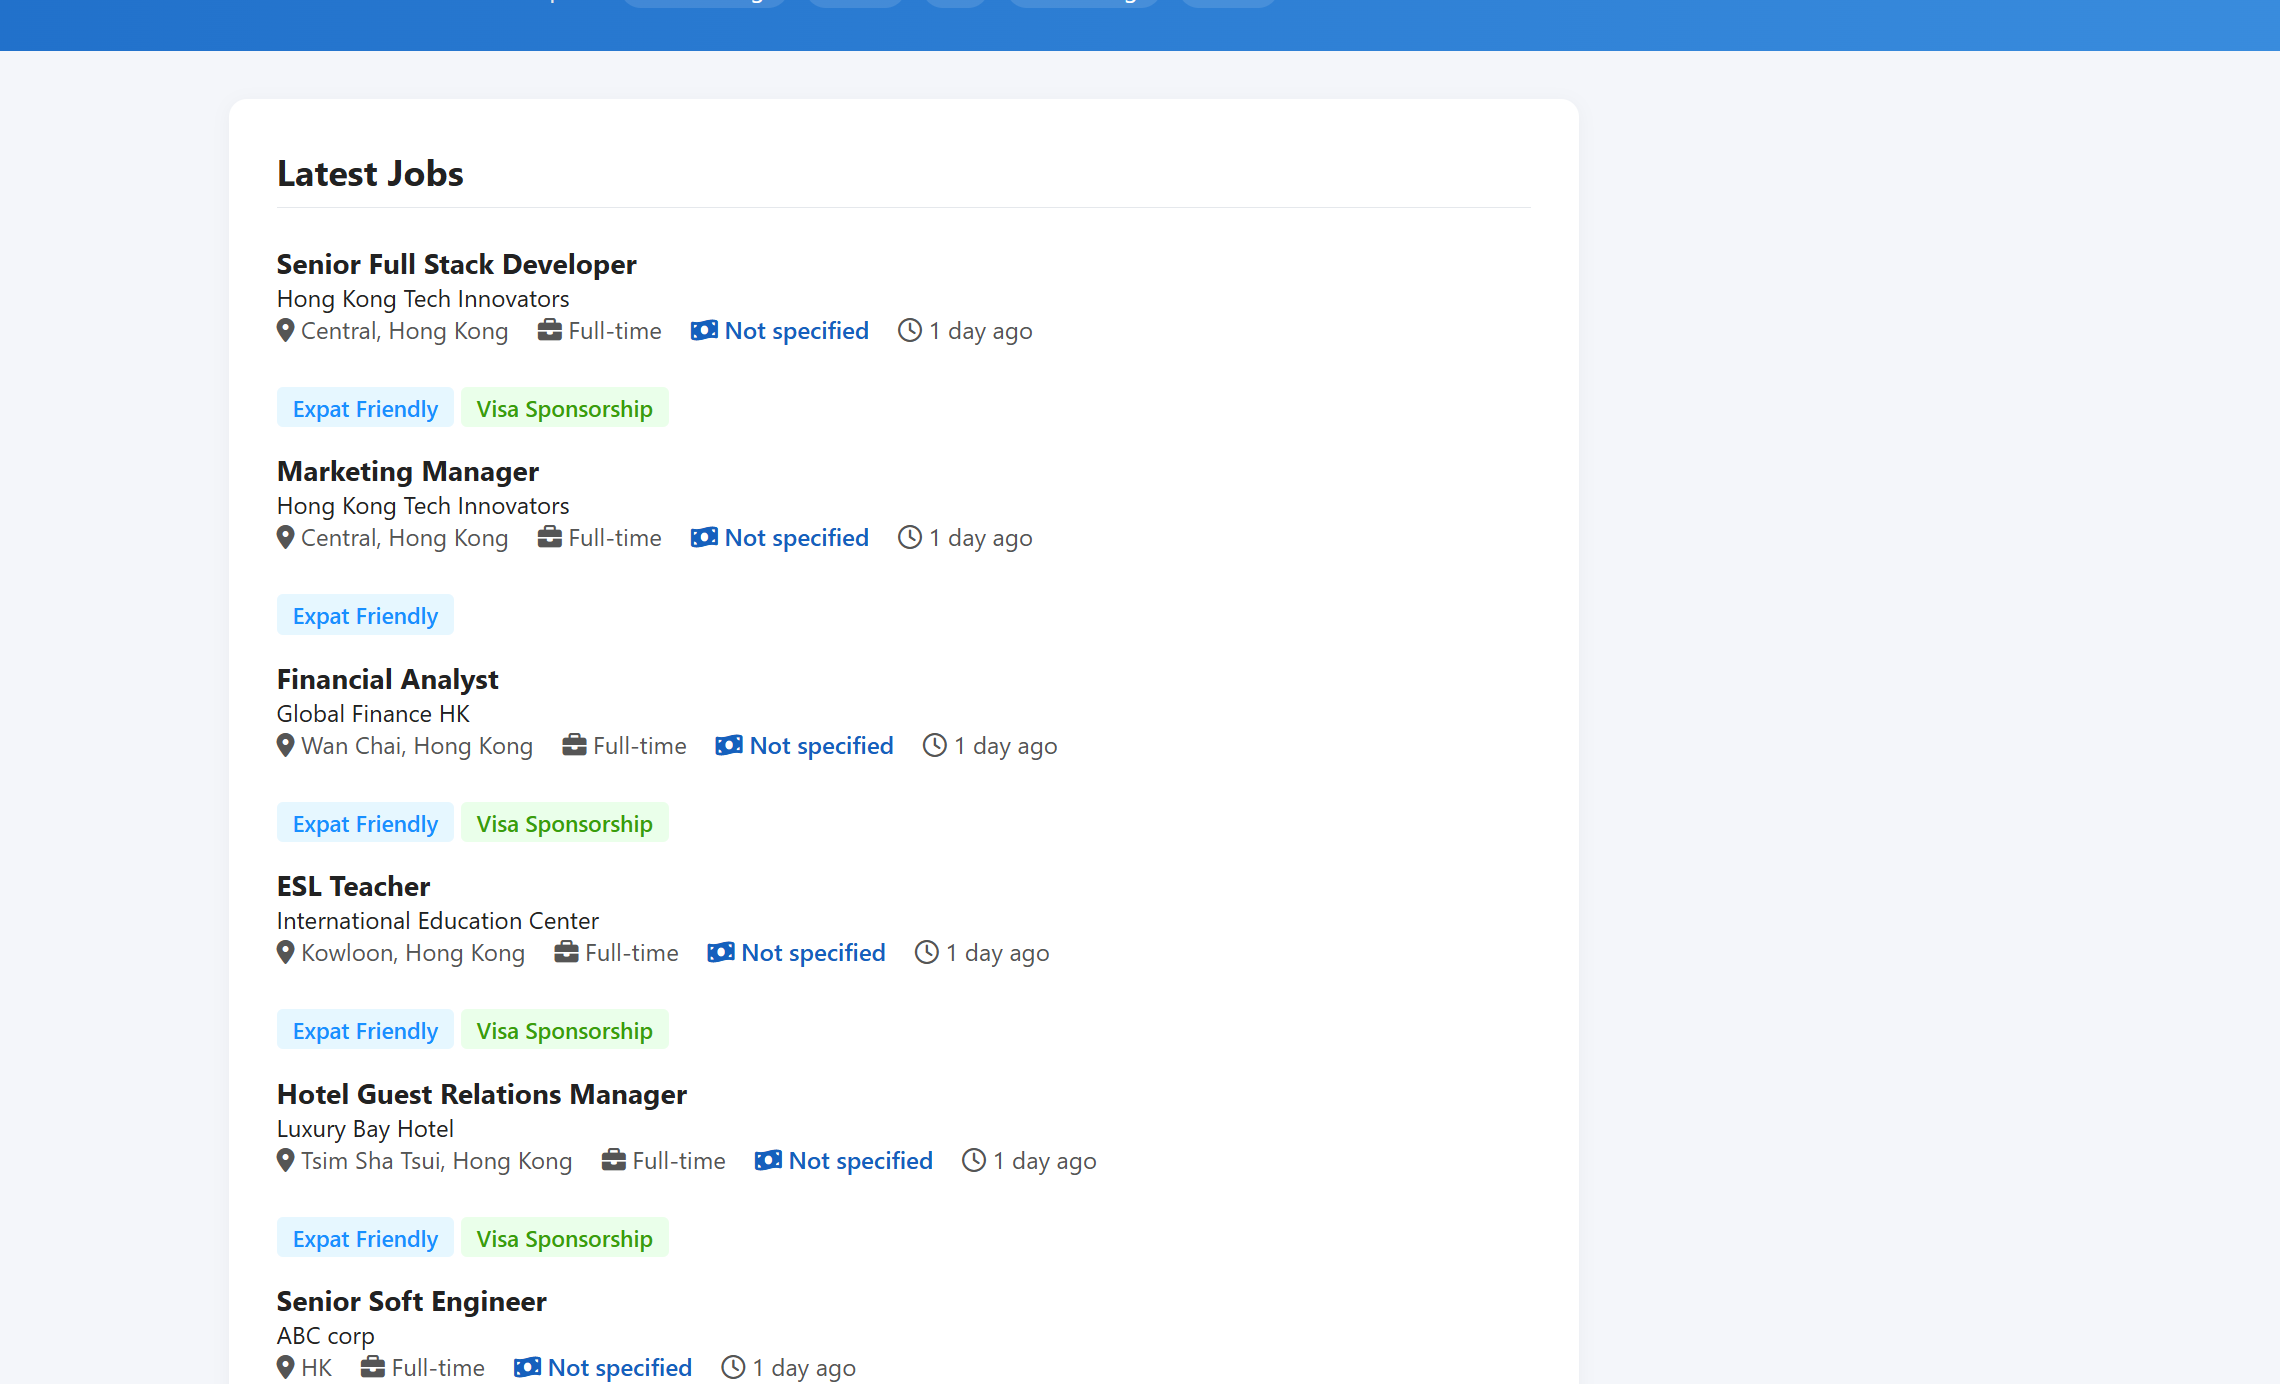 Latest Jobs
Senior Full Stack Developer
Hong Kong Tech Innovators
Central, Hong Kong Full-time Not specified 1 day ago
Expat Friendly Visa Sponsorship
Marketing Manager
Hong Kong Tech Innovators
Central, Hong Kong Full-time Not specified 1 day ago
Expat Friendly
Financial Analyst
Global Finance HK
Wan Chai, Hong Kong Full-time Not specified 1 day ago
Expat Friendly Visa Sponsorship
ESL Teacher
International Education Center
Kowloon, Hong Kong Full-time Not specified 1 day ago
Expat Friendly Visa Sponsorship
Hotel Guest Relations Manager
Luxury Bay Hotel
Tsim Sha Tsui, Hong Kong Full-time Not specified 1 day ago
Expat Friendly Visa Sponsorship
Senior Soft Engineer
ABC corp
HK Full-time Not specified 1 day ago